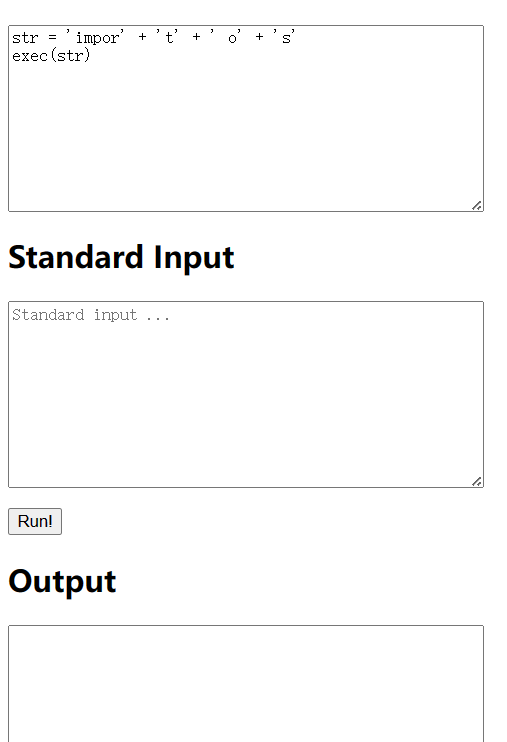 str = 'impor' + 't' + ' o' + 's'
exec(str)
Standard Input
Standard input ...
Run!
Output